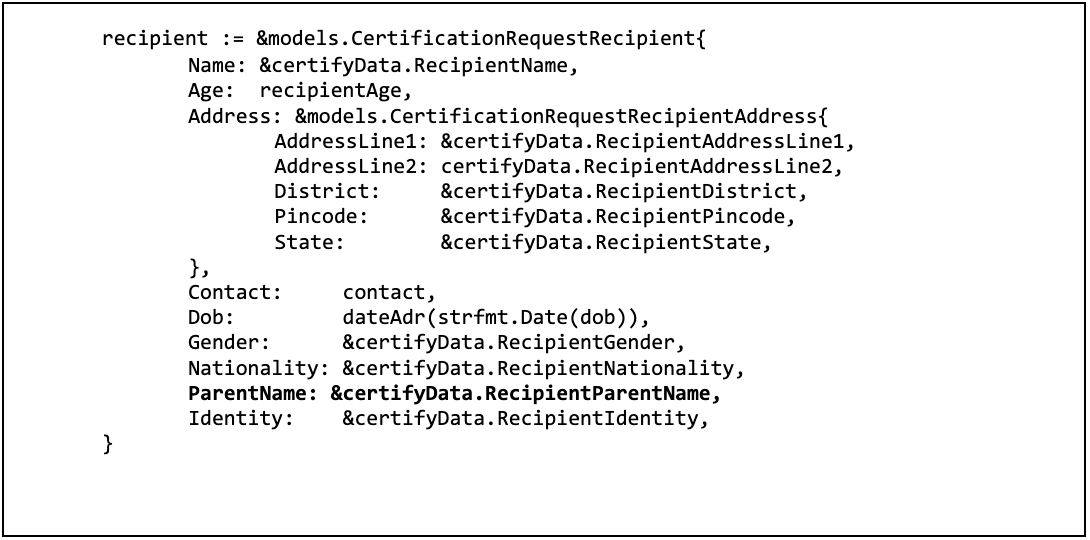 recipient := &models.CertificationRequestRecipient{
Name: &certifyData.RecipientName,
Age: recipientAge,
Address: &models.CertificationRequestRecipientAddress{
AddressLine1: &certifyData.RecipientAddressLine1,
AddressLine2: certifyData.RecipientAddressLine2,
District: &certifyData.RecipientDistrict,
Pincode: &certifyData.RecipientPincode,
State: &certifyData.RecipientState,
},
Contact: contact,
Dob: dateAdr(strfmt.Date(dob)),
Gender: &certifyData.RecipientGender,
Nationality: &certifyData.RecipientNationality,
ParentName: &certifyData.RecipientParentName,
Identity: &certifyData.RecipientIdentity,
}